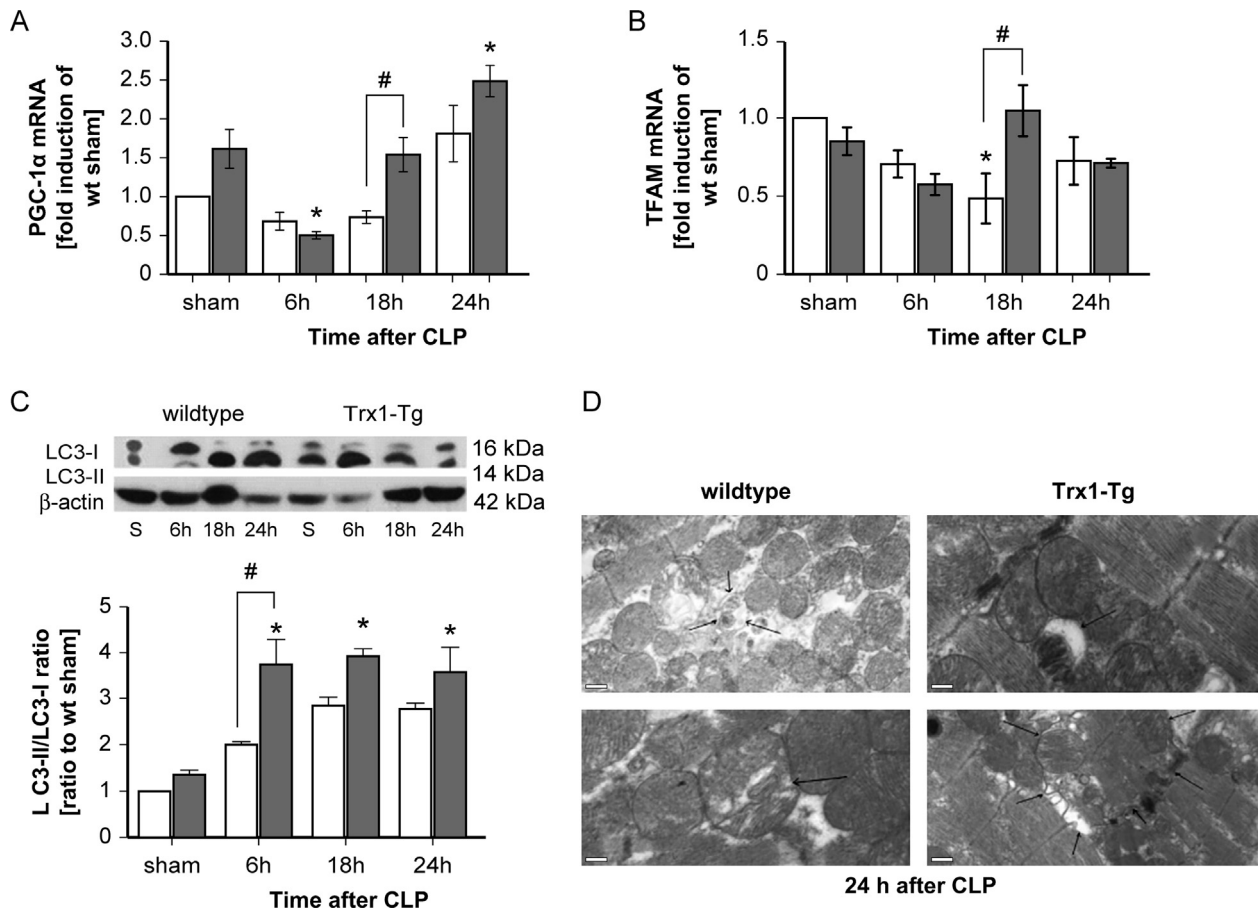 A
PGC-1α mRNA
[fold induction of
wt sham]
3.0
2.5
2.0
1.5
1.0
0.5
0
#
*
*
sham 6h 18h 24h
Time after CLP
B
TFAM mRNA
[fold induction of
wt sham]
1.5
1.0
0.5
0
#
*
sham 6h 18h 24h
Time after CLP
C
wildtype Trx1-Tg
LC3-I 16 kDa
LC3-II 14 kDa
β-actin 42 kDa
S 6h 18h 24h S 6h 18h 24h
L C3-II/LC3-I ratio
[ratio to wt sham]
5
4
3
2
1
0
#
* * *
sham 6h 18h 24h
Time after CLP
D
wildtype Trx1-Tg
24 h after CLP